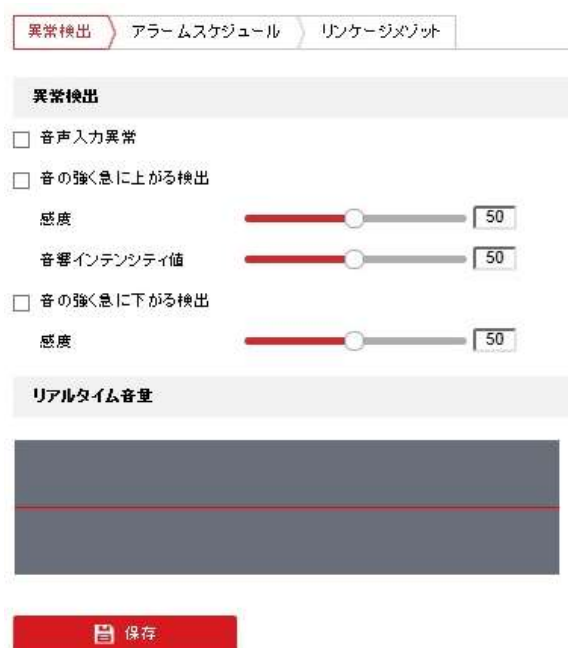 異常検出 アラームスケジュール リンケージメゾット
異常検出
音声入力異常
音の強く急に上がる検出
感度 50
音響インテンシティ値 50
音の強く急に下がる検出
感度 50
リアルタイム音量
保存